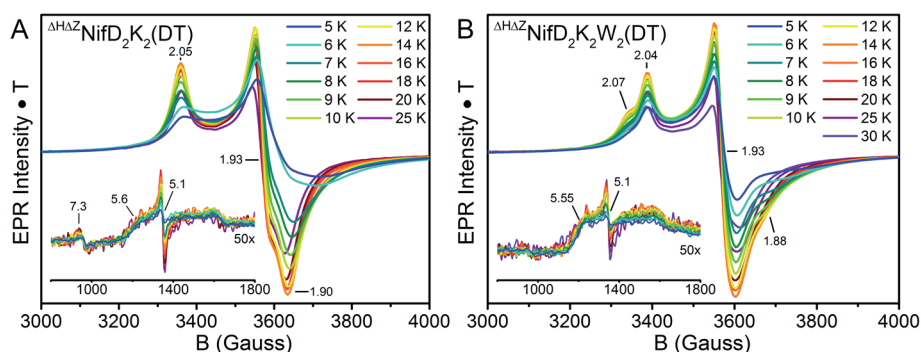 A
ΔHΔZNifD₂K₂(DT)
2.05
5 K 12 K
6 K 14 K
7 K 16 K
8 K 18 K
9 K 20 K
10 K 25 K
1.93
7.3
5.6
5.1
50x
1000 1400 1800
1.90
EPR Intensity • T
3000 3200 3400 3600 3800 4000
B (Gauss)
B
ΔHΔZNifD₂K₂W₂(DT)
2.04
2.07
5 K 12 K
6 K 14 K
7 K 16 K
8 K 18 K
9 K 20 K
10 K 25 K
30 K
1.93
5.55
5.1
1.88
50x
1000 1400 1800
EPR Intensity • T
3000 3200 3400 3600 3800 4000
B (Gauss)